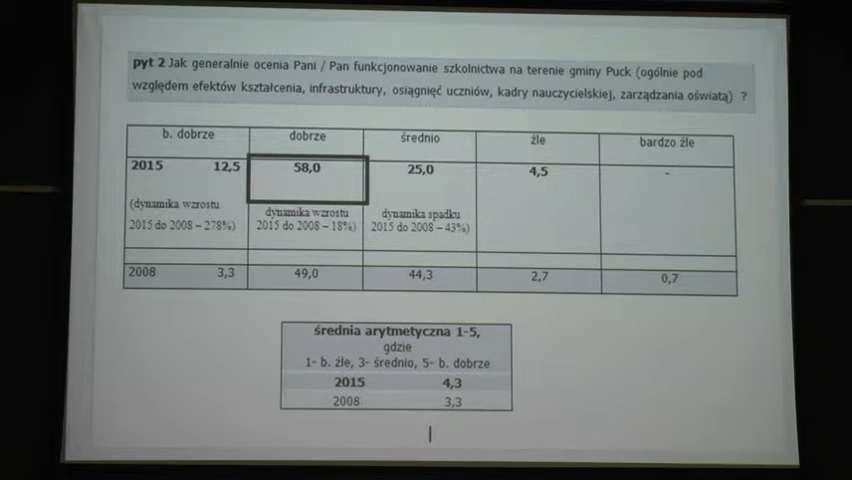 pyt 2 Jak generalnie ocenia Pani / Pan funkcjonowanie szkolnictwa na terenie gminy Puck (ogólnie pod
względem efektów kształcenia, infrastruktury, osiągnięć uczniów, kadry nauczycielskiej, zarządzania oświatą) ?
b. dobrze dobrze średnio źle bardzo źle
2015 12,5 58,0 25,0 4,5 -
(dynamika wzrostu dynamika wzrostu dynamika spadku
2015 do 2008 – 278%) 2015 do 2008 – 18%) 2015 do 2008 – 43%)
2008 3,3 49,0 44,3 2,7 0,7
średnia arytmetyczna 1-5,
gdzie
1- b. źle, 3- średnio, 5- b. dobrze
2015 4,3
2008 3,3